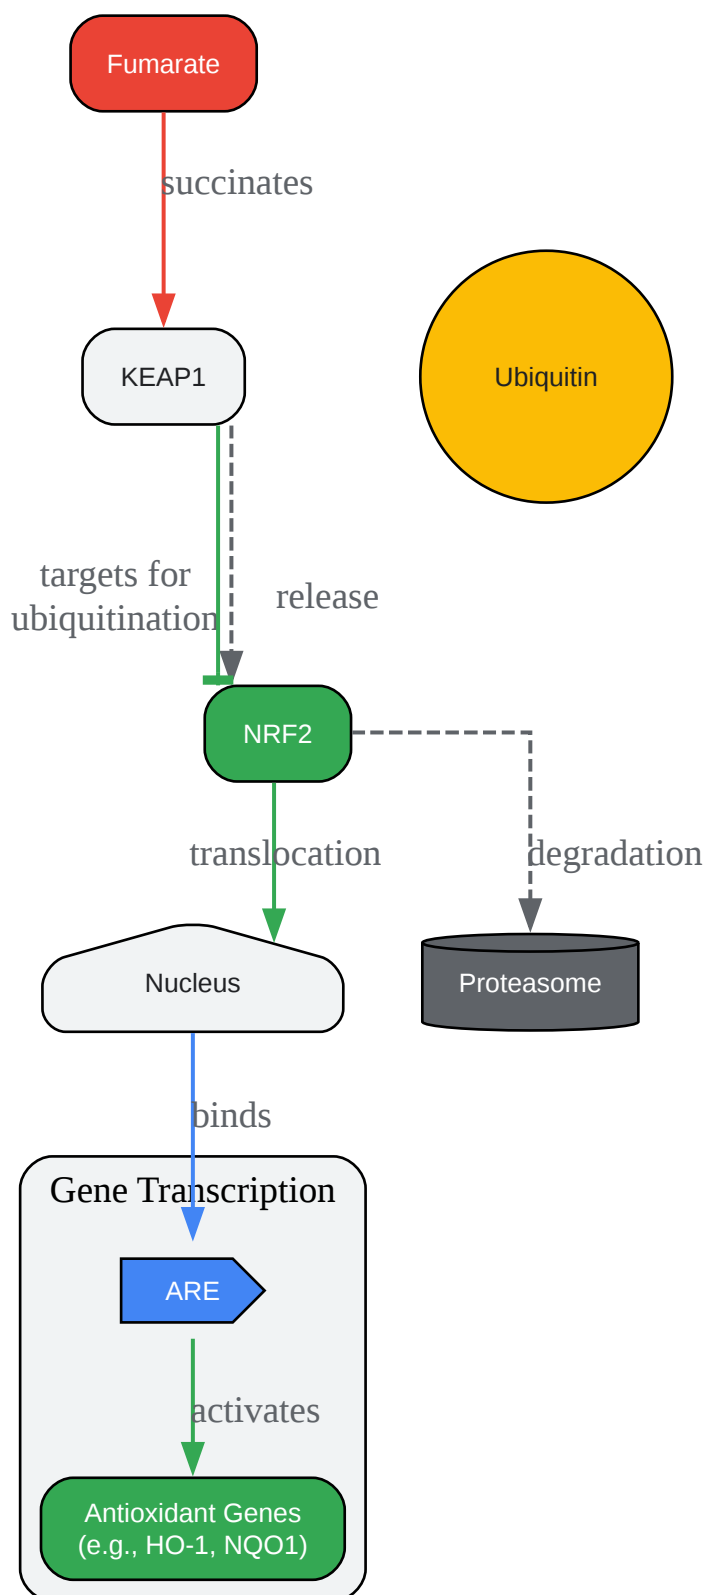 Fumarate
succinates
KEAP1
Ubiquitin
targets for
ubiquitination
release
NRF2
translocation
degradation
Nucleus
Proteasome
binds
Gene Transcription
ARE
activates
Antioxidant Genes
(e.g., HO-1, NQO1)